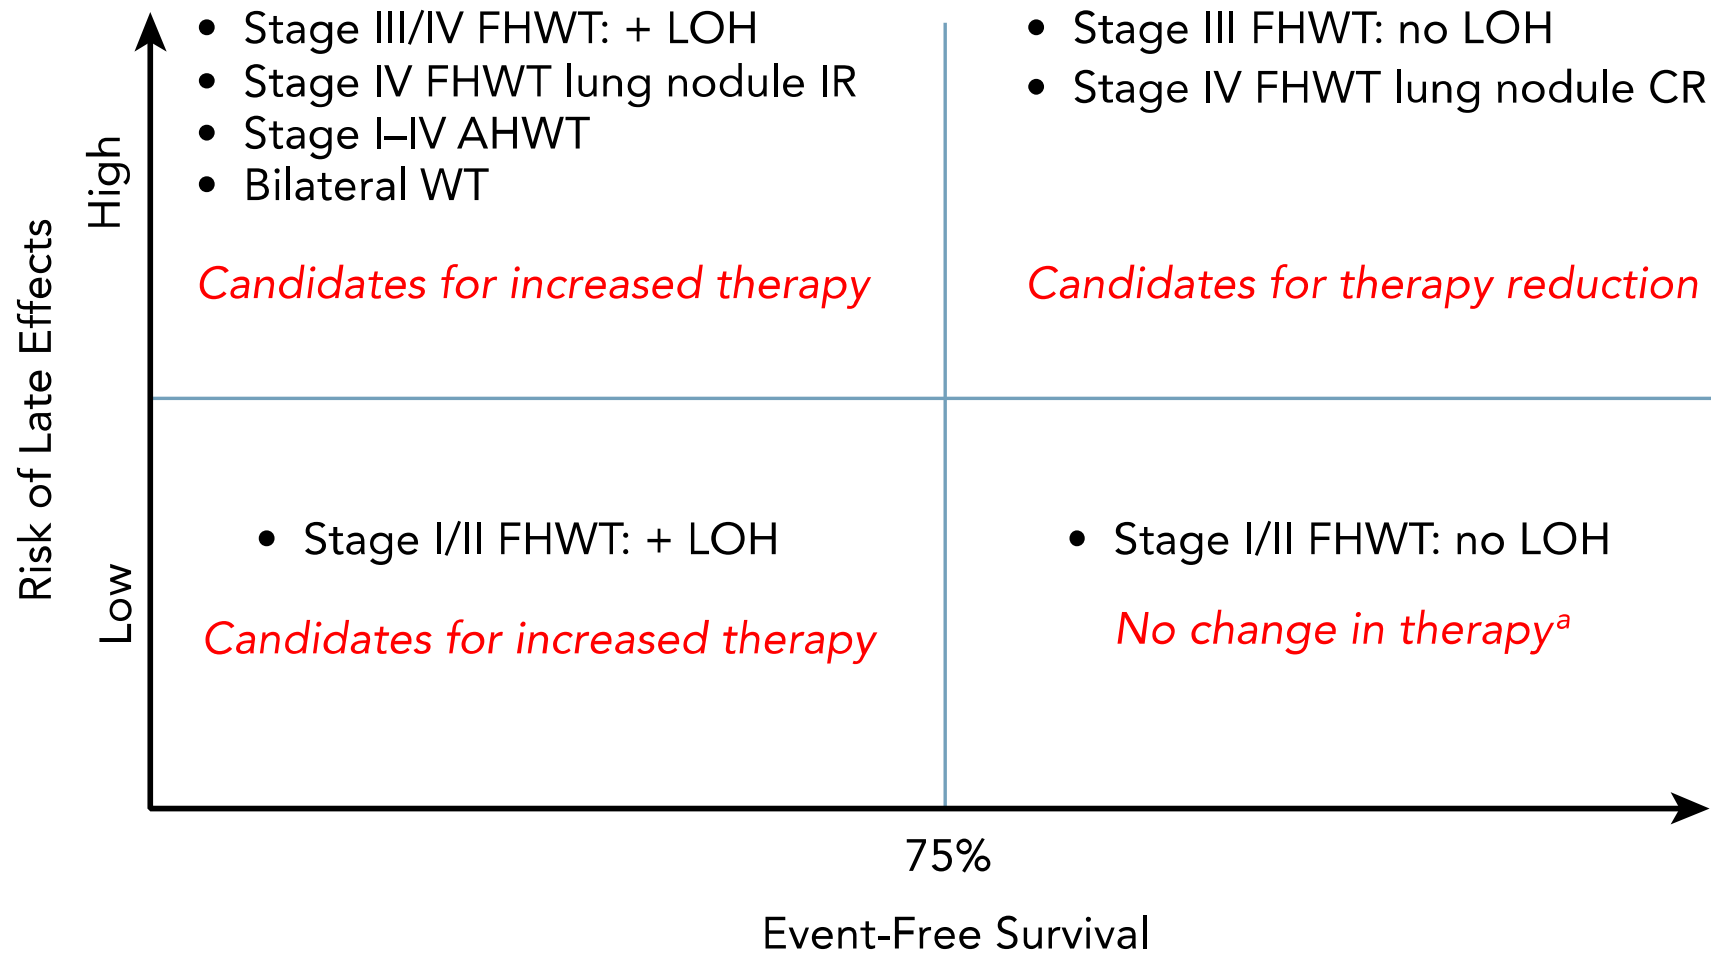 • Stage III/IV FHWT: + LOH
• Stage IV FHWT lung nodule IR
• Stage I–IV AHWT
• Bilateral WT
Candidates for increased therapy
• Stage III FHWT: no LOH
• Stage IV FHWT lung nodule CR
Candidates for therapy reduction
High
Risk of Late Effects
Low
• Stage I/II FHWT: + LOH
Candidates for increased therapy
• Stage I/II FHWT: no LOH
No change in therapyᵃ
75%
Event-Free Survival